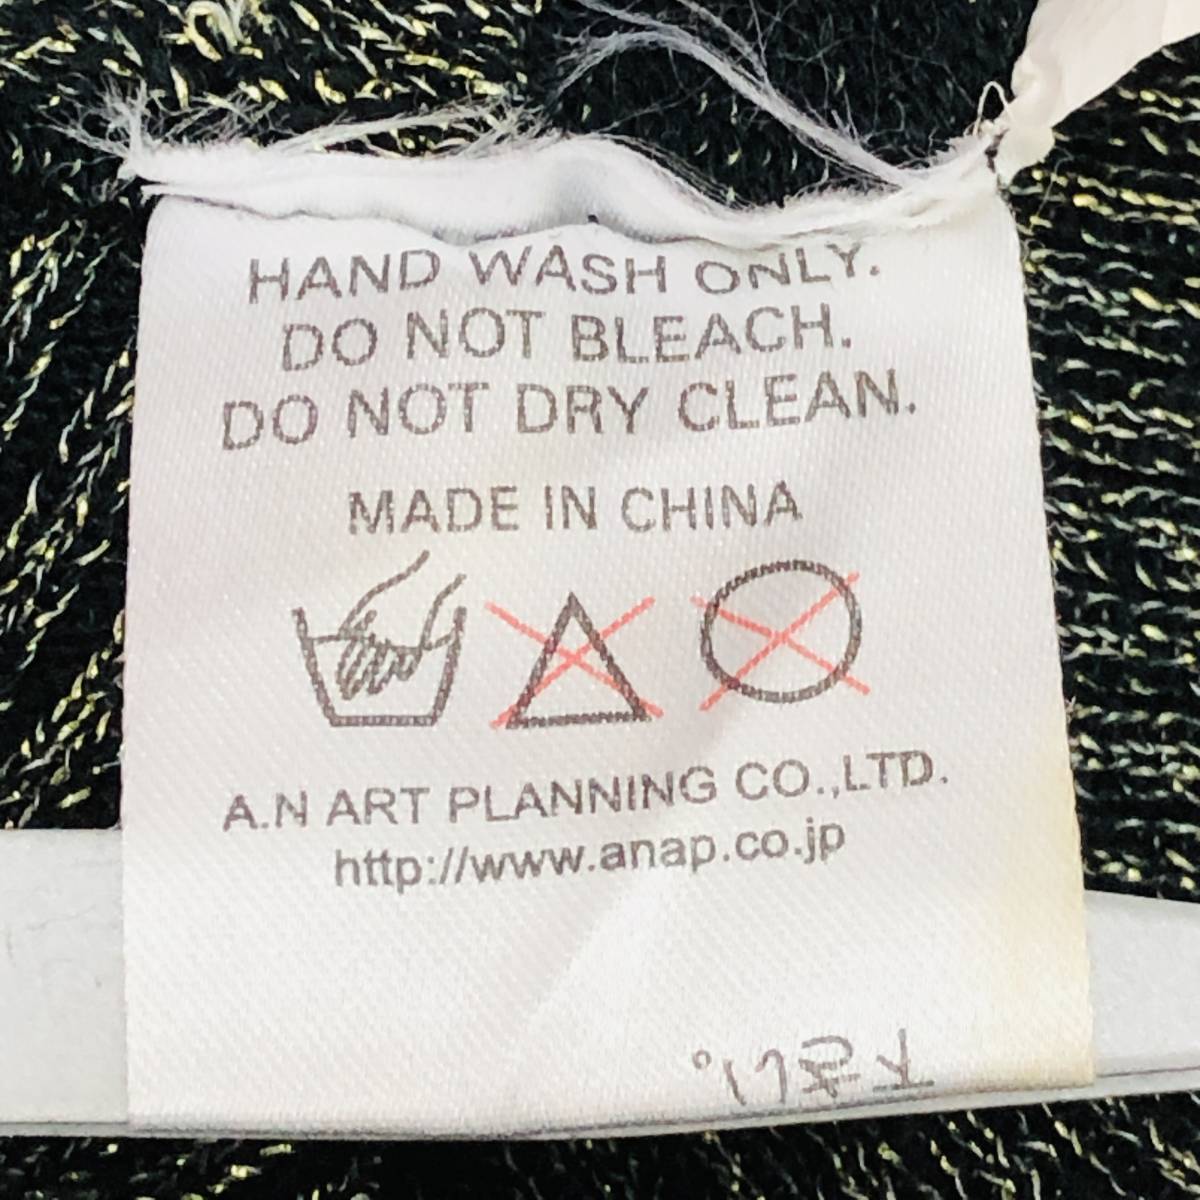 HAND WASH ONLY.
DO NOT BLEACH.
DO NOT DRY CLEAN.
MADE IN CHINA
A.N ART PLANNING CO.,LTD.
http://www.anap.co.jp